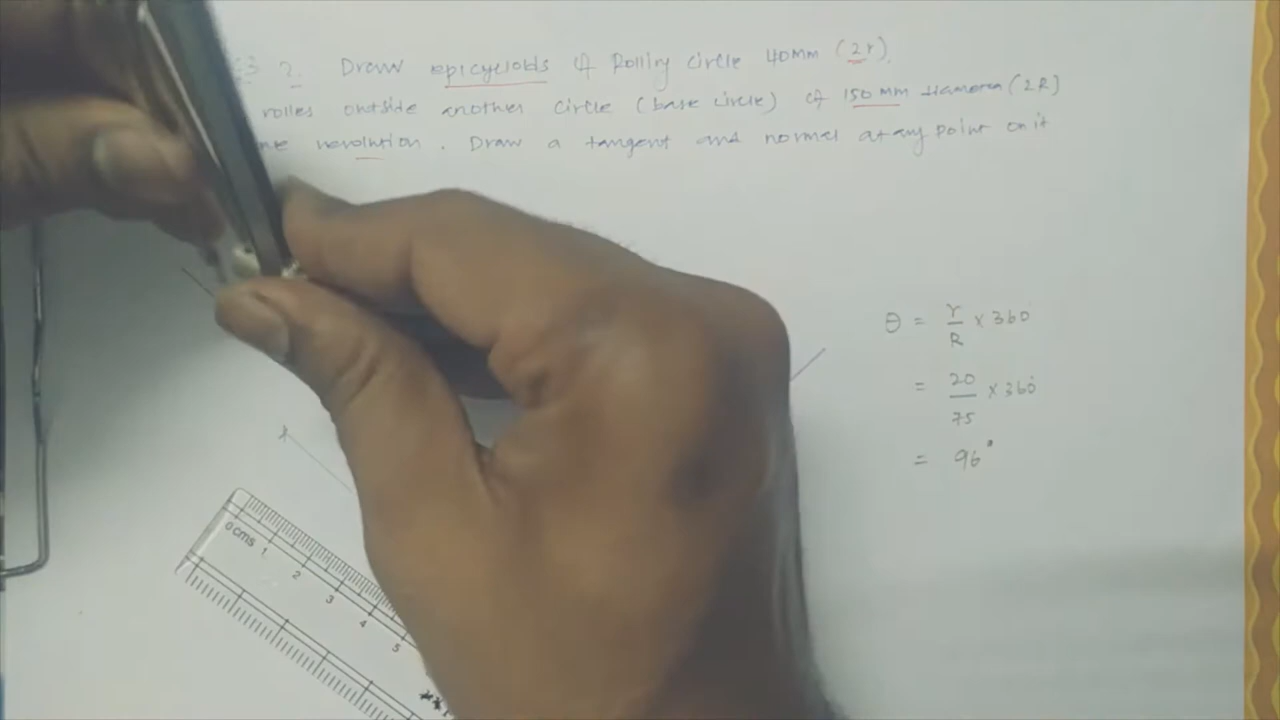 2. Draw epicycloids of Rolling circle 40mm (2r).
rolles outside another circle (base circle) of 150 mm diameter (2R)
revolution. Draw a tangent and normal at any point on it
θ = r/R × 360
= 20/75 × 360
= 96°
A
0 cms 1 2 3 4 5